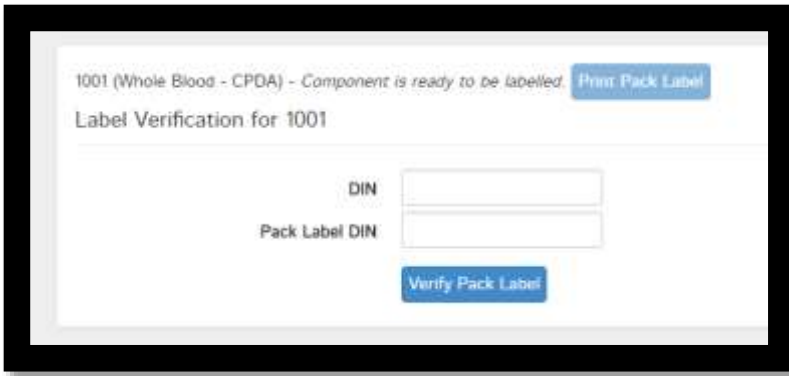 1001 (Whole Blood - CPDA) - Component is ready to be labelled. Print Pack Label
Label Verification for 1001
DIN
Pack Label DIN
Verify Pack Label